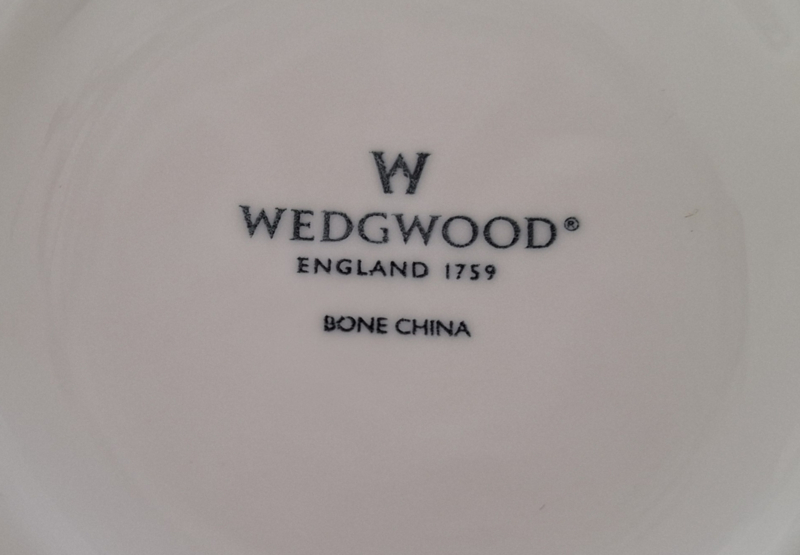 W
WEDGWOOD®
ENGLAND 1759
BONE CHINA